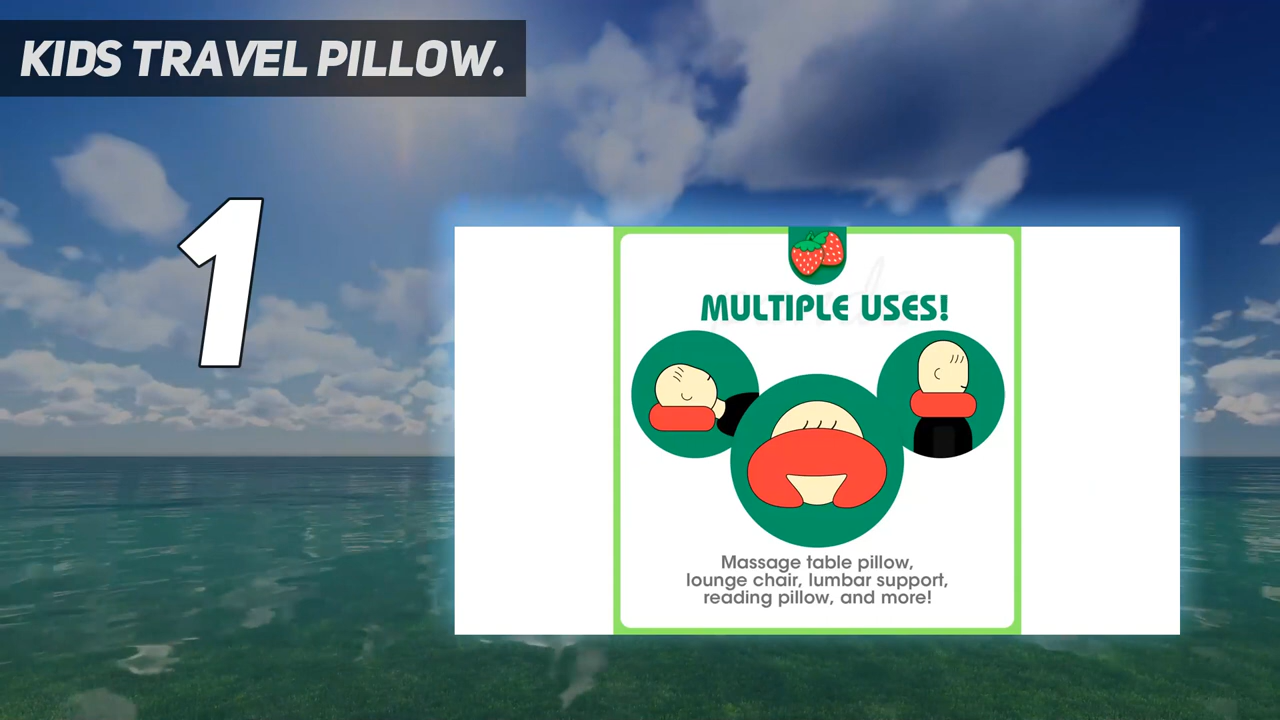 KIDS TRAVEL PILLOW.
1
MULTIPLE USES!
Massage table pillow,
lounge chair, lumbar support,
reading pillow, and more!